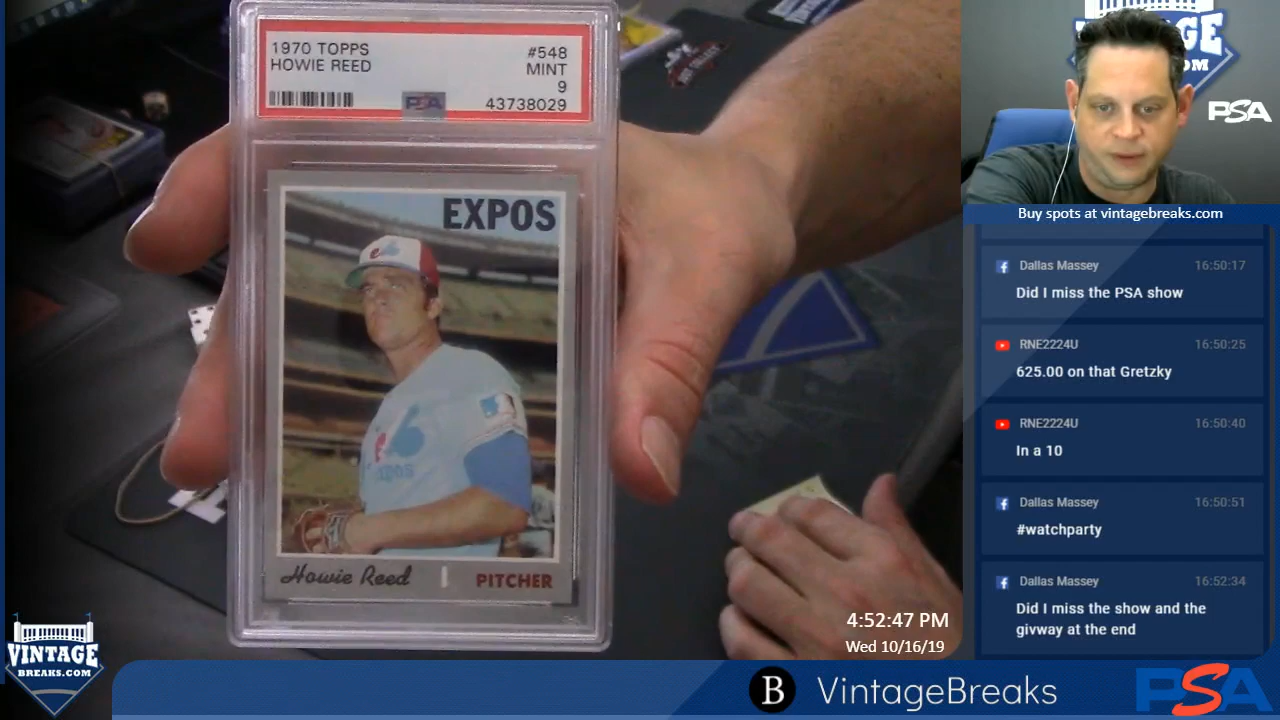 1970 TOPPS #548
HOWIE REED MINT
9
PSA 43738029
EXPOS
e
expos
Howie Reed PITCHER
VINTAGE
BREAKS.COM
PSA
Buy spots at vintagebreaks.com
Dallas Massey 16:50:17
Did I miss the PSA show
RNE2224U 16:50:25
625.00 on that Gretzky
RNE2224U 16:50:40
In a 10
Dallas Massey 16:50:51
#watchparty
Dallas Massey 16:52:34
Did I miss the show and the
givway at the end
4:52:47 PM
Wed 10/16/19
B VintageBreaks
PSA